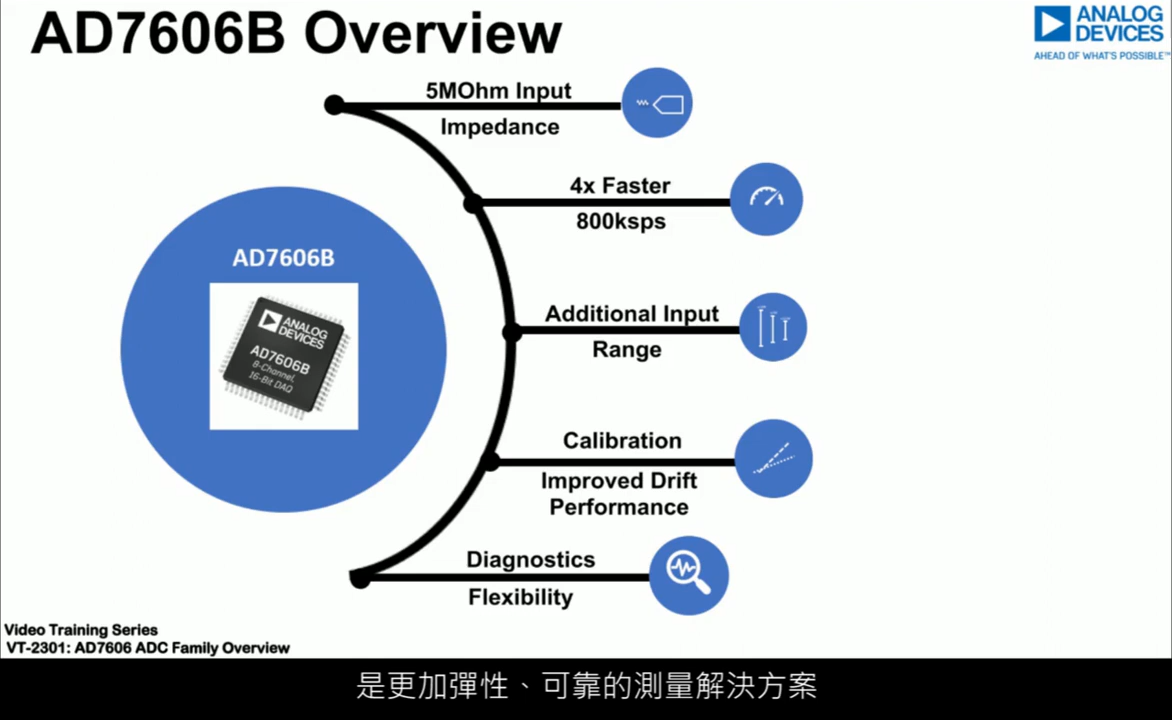 AD7606B Overview
ANALOG
DEVICES
AHEAD OF WHAT'S POSSIBLE™
5MOhm Input
Impedance
4x Faster
800ksps
AD7606B
ANALOG
DEVICES
AD7606B
8-Channel,
16-Bit DAQ
Additional Input
Range
Calibration
Improved Drift
Performance
Diagnostics
Flexibility
Video Training Series
VT-2301: AD7606 ADC Family Overview
是更加彈性、可靠的測量解決方案